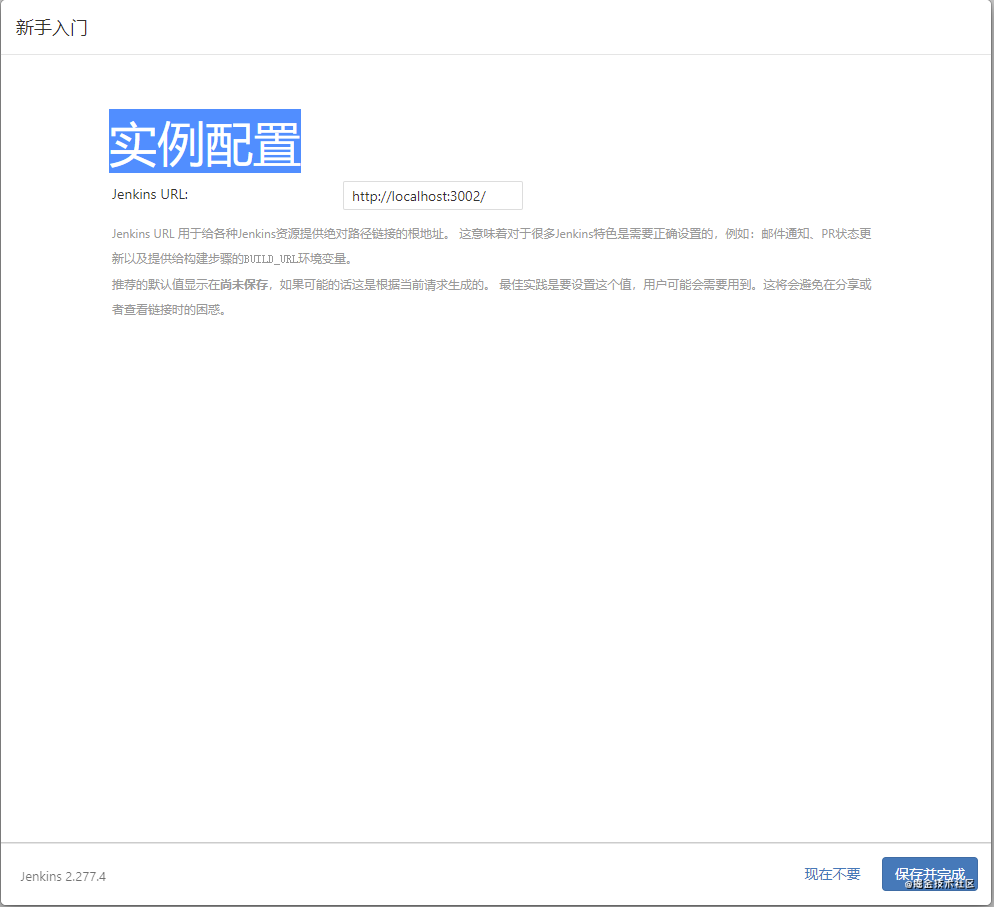 新手入门
实例配置
Jenkins URL:
http://localhost:3002/
Jenkins URL 用于给各种Jenkins资源提供绝对路径链接的根地址。 这意味着对于很多Jenkins特色是需要正确设置的，例如：邮件通知、PR状态更
新以及提供给构建步骤的BUILD_URL环境变量。
推荐的默认值显示在尚未保存，如果可能的话这是根据当前请求生成的。 最佳实践是要设置这个值，用户可能会需要用到。这将会避免在分享或
者查看链接时的困惑。
Jenkins 2.277.4
现在不要
保存并完成
@掘金技术社区